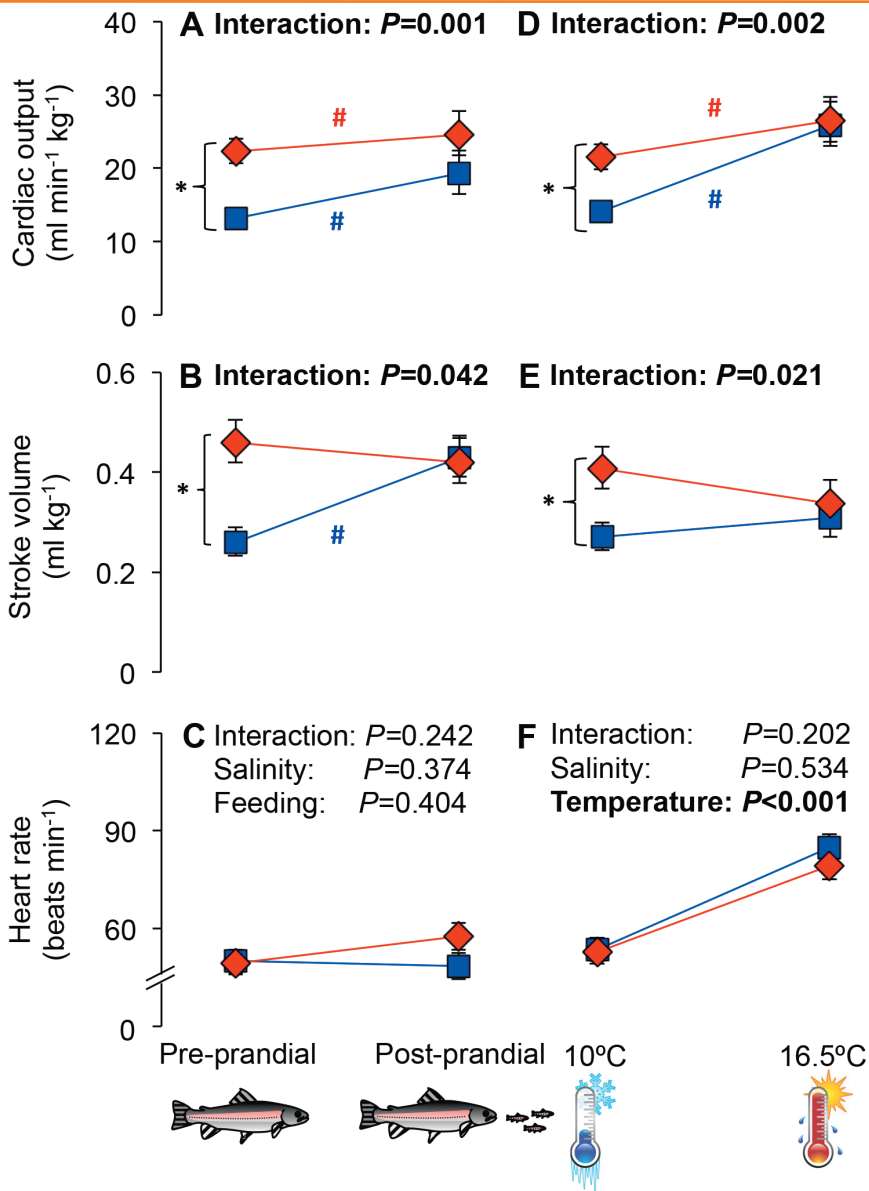 40
30
20
10
0
Cardiac output
(ml min⁻¹ kg⁻¹)
A Interaction: P=0.001
*
#
#
D Interaction: P=0.002
*
#
#
0.6
0.4
0.2
0
Stroke volume
(ml kg⁻¹)
B Interaction: P=0.042
*
#
E Interaction: P=0.021
*
120
90
60
0
Heart rate
(beats min⁻¹)
C Interaction: P=0.242
Salinity: P=0.374
Feeding: P=0.404
F Interaction: P=0.202
Salinity: P=0.534
Temperature: P<0.001
Pre-prandial
Post-prandial
10ºC
16.5ºC